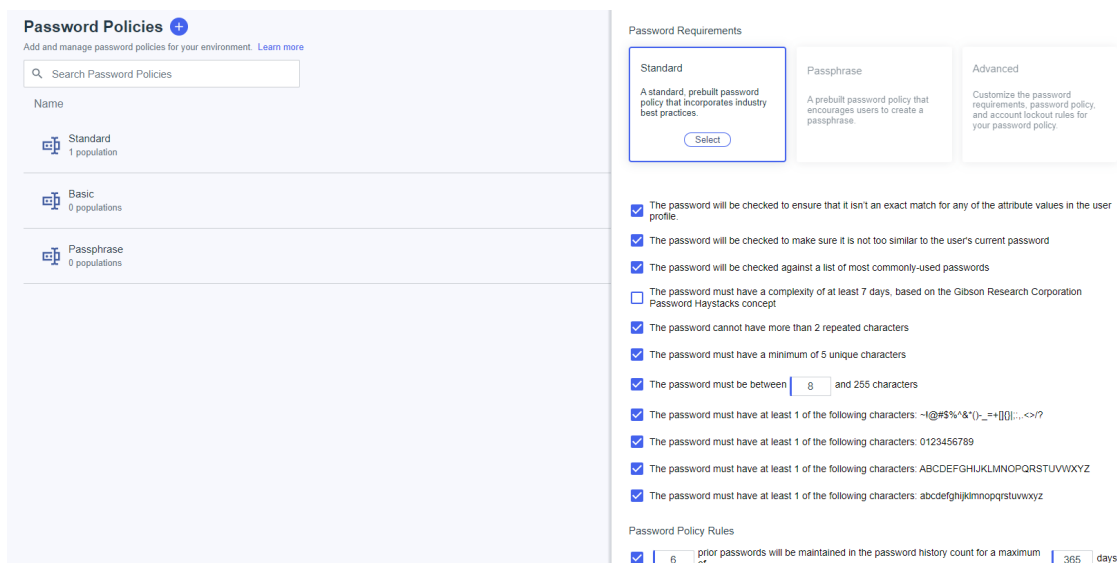 Password Policies
Add and manage password policies for your environment. Learn more
Search Password Policies
Name
Standard
1 population
Basic
0 populations
Passphrase
0 populations
Password Requirements
Standard
A standard, prebuilt password
policy that incorporates industry
best practices.
Select
Passphrase
A prebuilt password policy that
encourages users to create a
passphrase.
Advanced
Customize the password
requirements, password policy,
and account lockout rules for
your password policy.
The password will be checked to ensure that it isn't an exact match for any of the attribute values in the user
profile.
The password will be checked to make sure it is not too similar to the user's current password
The password will be checked against a list of most commonly-used passwords
The password must have a complexity of at least 7 days, based on the Gibson Research Corporation
Password Haystacks concept
The password cannot have more than 2 repeated characters
The password must have a minimum of 5 unique characters
The password must be between 8 and 255 characters
The password must have at least 1 of the following characters: ~!@#$%^&*()-_=+[]{}|;:,.<>/?
The password must have at least 1 of the following characters: 0123456789
The password must have at least 1 of the following characters: ABCDEFGHIJKLMNOPQRSTUVWXYZ
The password must have at least 1 of the following characters: abcdefghijklmnopqrstuvwxyz
Password Policy Rules
6 prior passwords will be maintained in the password history count for a maximum
of 365 days